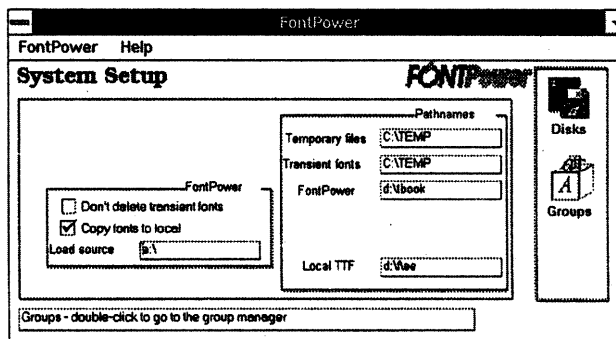 FontPower
FontPower Help
System Setup
FONTPower
Pathnames
Temporary files C:\TEMP
Transient fonts C:\TEMP
FontPower d:\tbook
Local TTF
FontPower
Don't delete transient fonts
Copy fonts to local
Load source a:\
Disks
A
Groups
Groups - double-click to go to the group manager